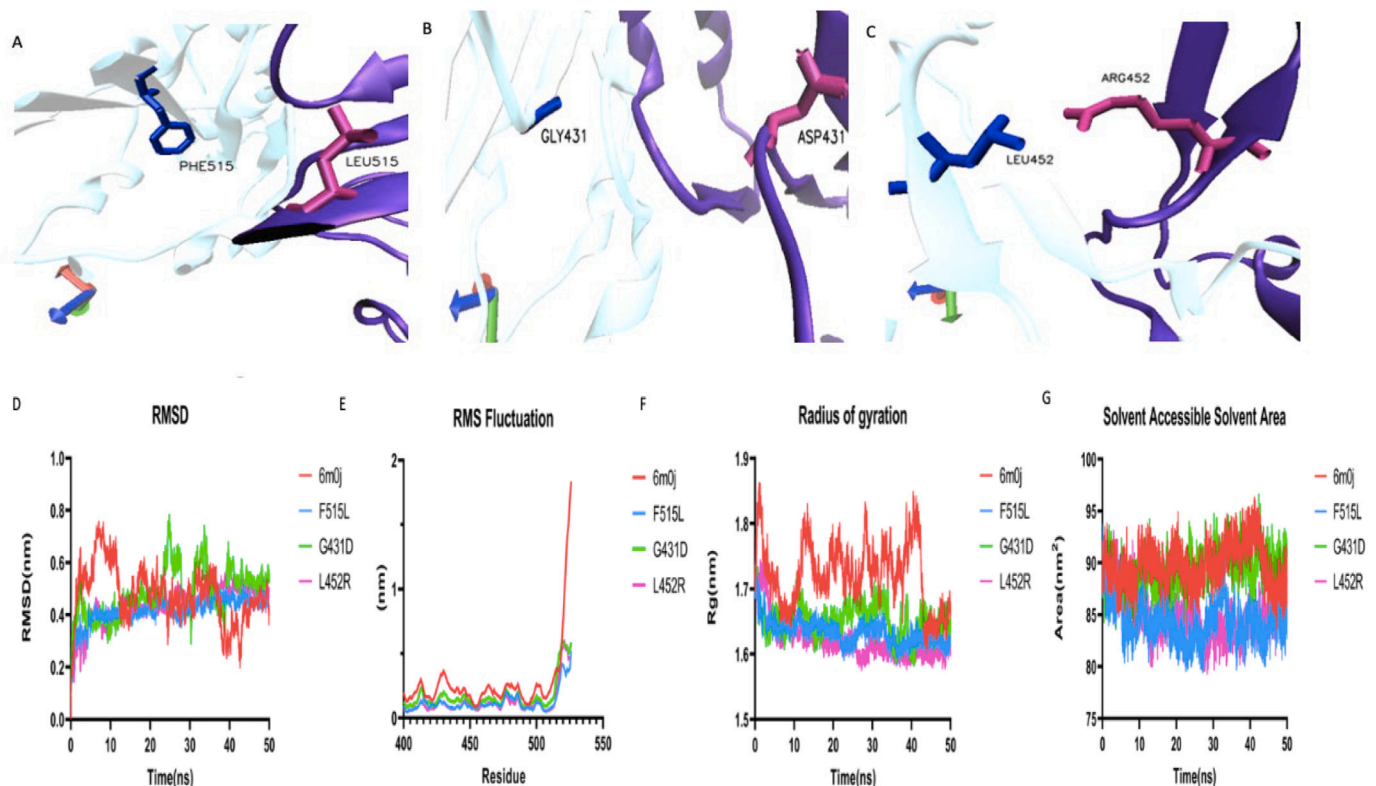 A
PHE515
LEU515
B
GLY431
ASP431
C
ARG452
LEU452
D
RMSD
RMSD(nm)
1.0
0.8
0.6
0.4
0.2
0.0
0 10 20 30 40 50
Time(ns)
6m0j
F515L
G431D
L452R
E
RMS Fluctuation
(nm)
2
1
0
400 450 500 550
Residue
6m0j
F515L
G431D
L452R
F
Radius of gyration
Rg(nm)
1.9
1.8
1.7
1.6
1.5
0 10 20 30 40 50
Time(ns)
6m0j
F515L
G431D
L452R
G
Solvent Accessible Solvent Area
Area(nm²)
100
95
90
85
80
75
0 10 20 30 40 50
Time(ns)
6m0j
F515L
G431D
L452R